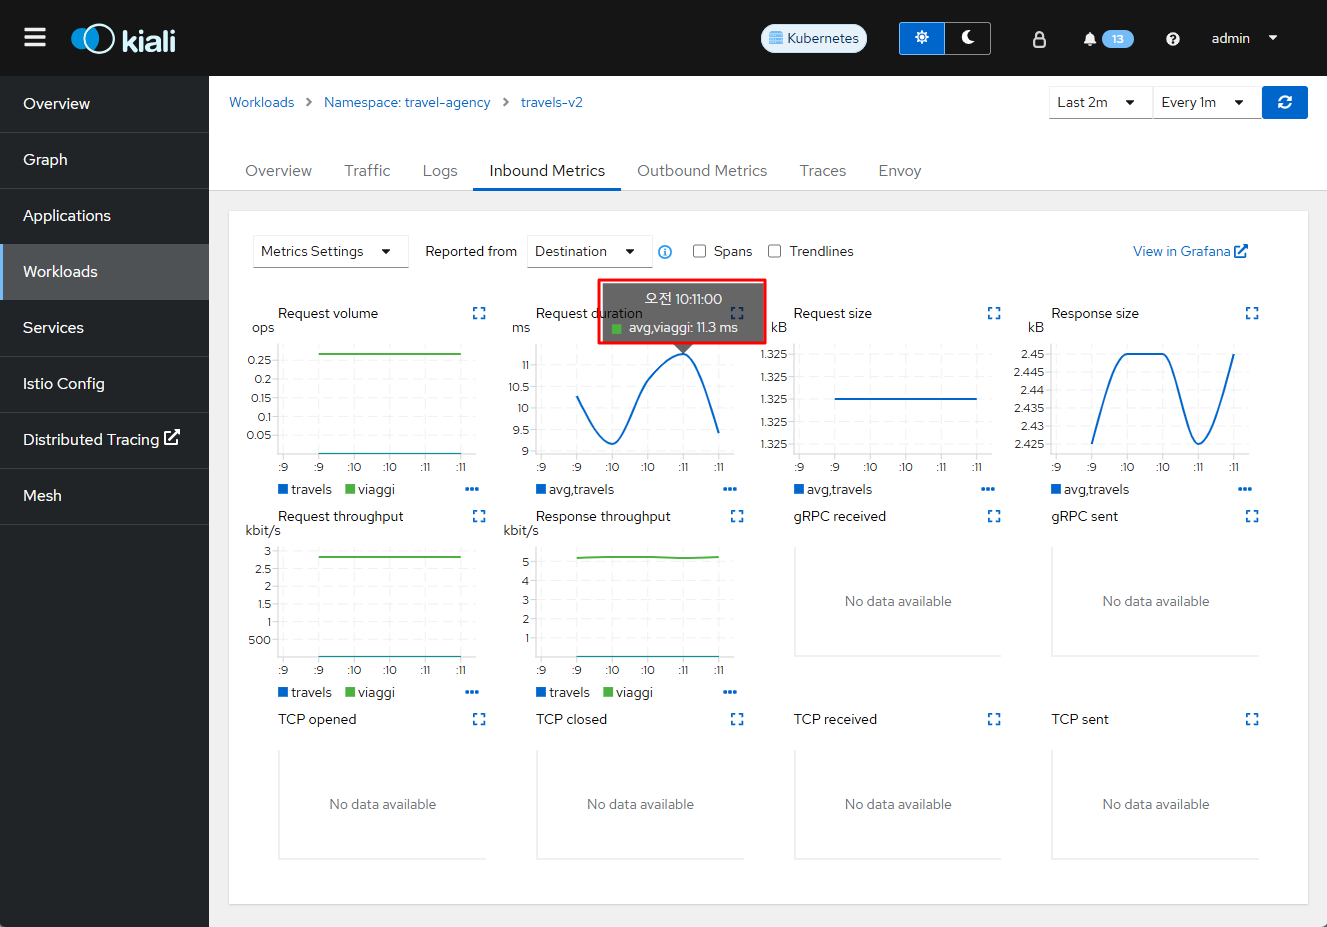 kiali
Kubernetes
13
admin
Overview
Graph
Applications
Workloads
Services
Istio Config
Distributed Tracing
Mesh
Workloads > Namespace: travel-agency > travels-v2
Last 2m
Every 1m
Overview Traffic Logs Inbound Metrics Outbound Metrics Traces Envoy
Metrics Settings
Reported from
Destination
Spans
Trendlines
View in Grafana
Request volume
ops
0.25
0.2
0.15
0.1
0.05
:9 :9 :10 :10 :11 :11
travels viaggi
Request duration
ms
오전 10:11:00
avg,viaggi: 11.3 ms
11
10.5
10
9.5
9
:9 :9 :10 :10 :11 :11
avg,travels
Request size
kB
1.325
1.325
1.325
1.325
1.325
:9 :9 :10 :10 :11 :11
avg,travels
Response size
kB
2.45
2.445
2.44
2.435
2.43
2.425
:9 :9 :10 :10 :11 :11
avg,travels
Request throughput
kbit/s
3
2.5
2
1.5
1
500
:9 :9 :10 :10 :11 :11
travels viaggi
Response throughput
kbit/s
5
4
3
2
1
:9 :9 :10 :10 :11 :11
travels viaggi
gRPC received
No data available
gRPC sent
No data available
TCP opened
No data available
TCP closed
No data available
TCP received
No data available
TCP sent
No data available